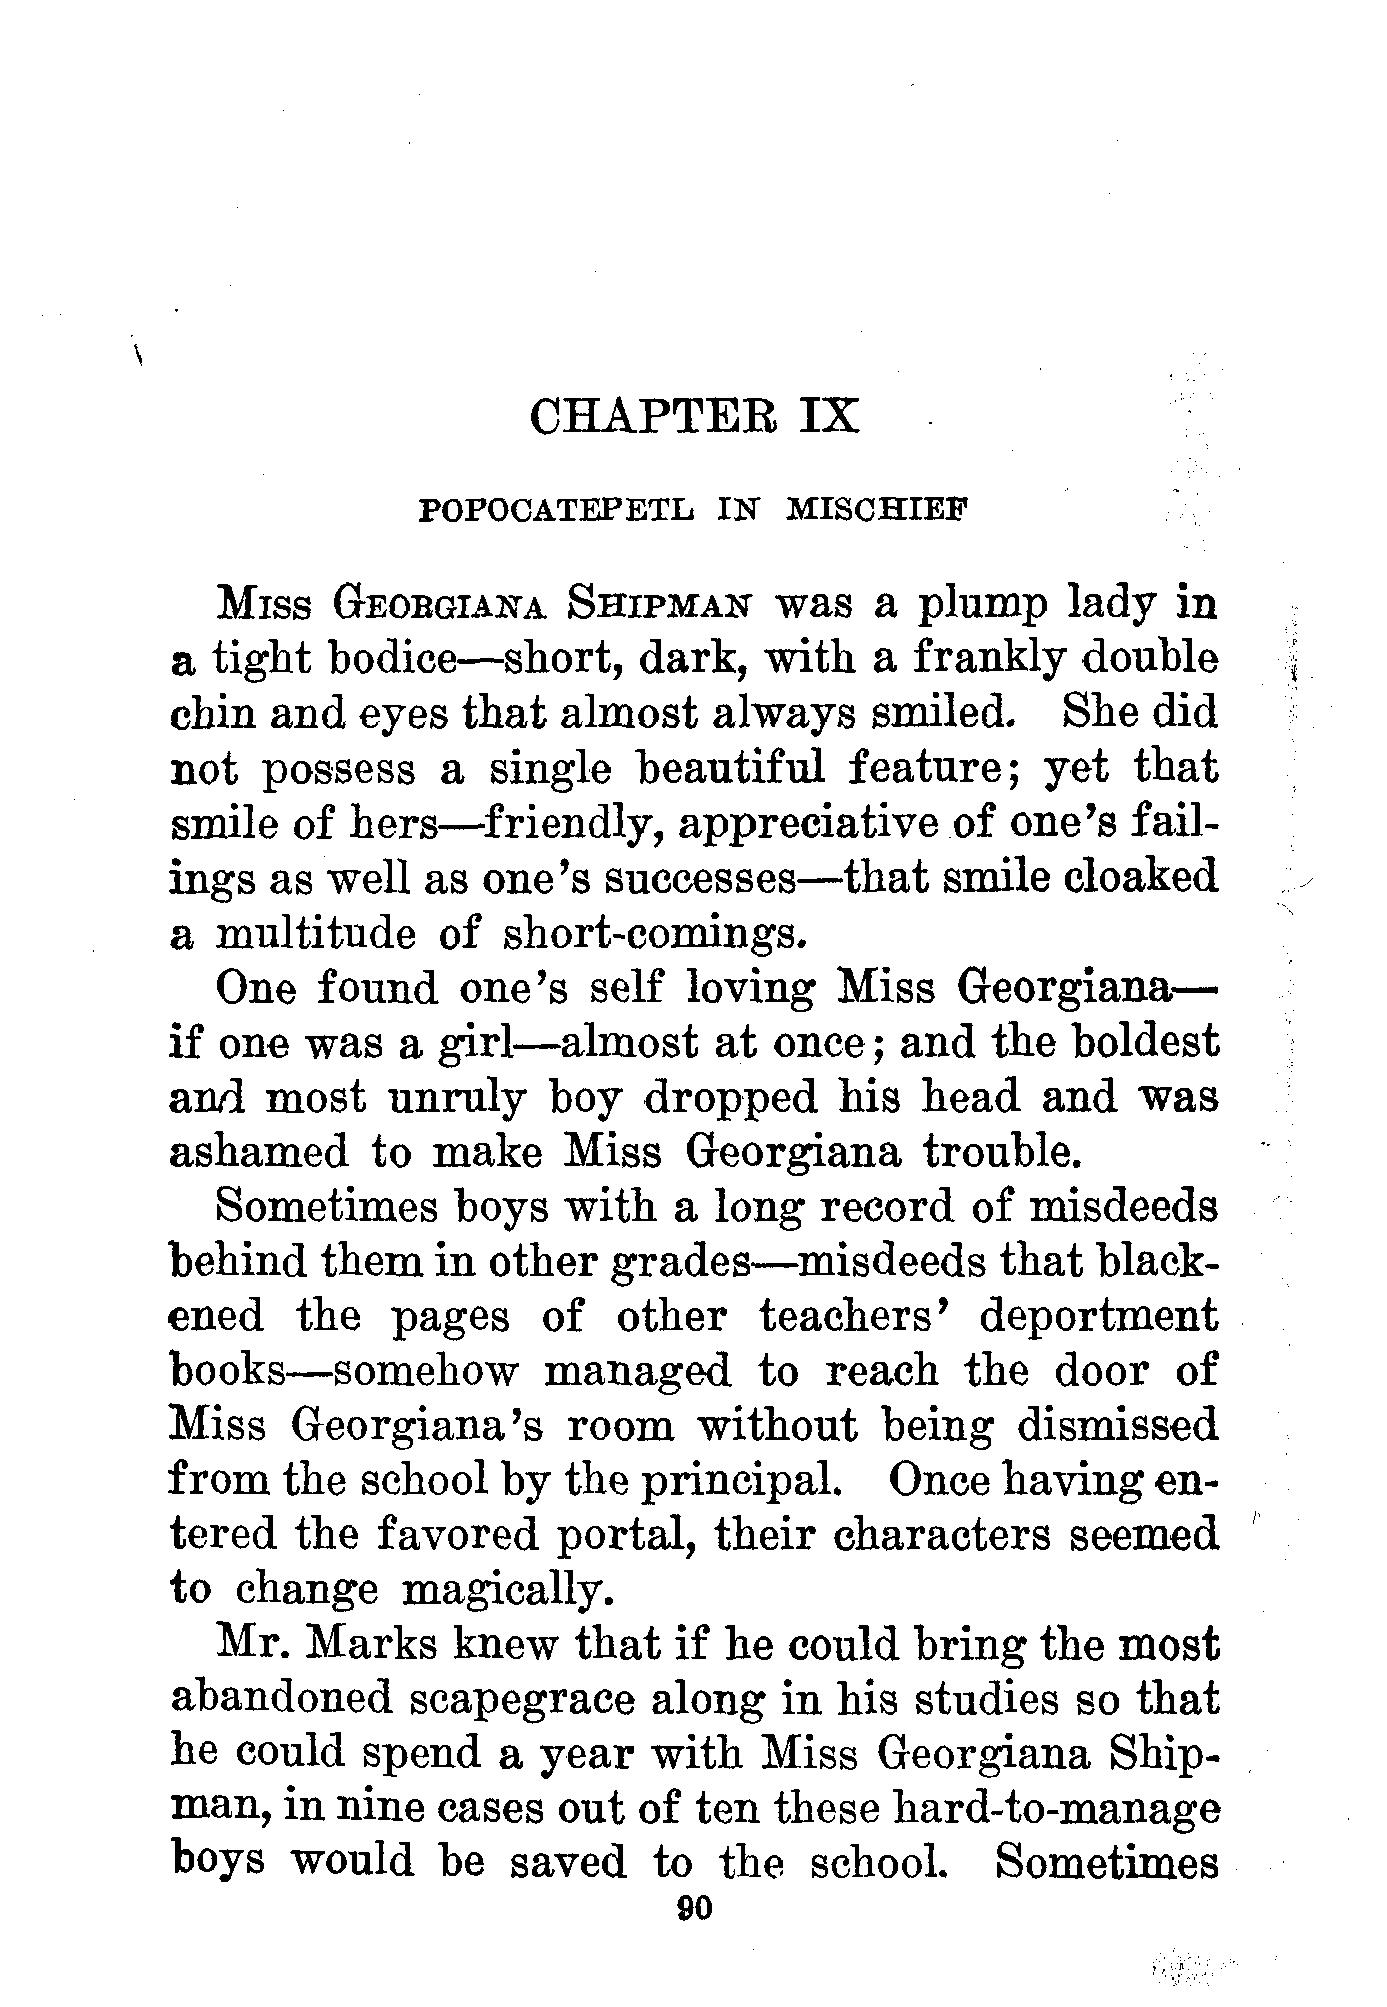 CHAPTER IX
POPOCATEPETL IN MISCHIEF
Miss Georgiana Shipman was a plump lady in
a tight bodice—short, dark, with a frankly double
chin and eyes that almost always smiled. She did
not possess a single beautiful feature; yet that
smile of hers—friendly, appreciative of one's fail-
ings as well as one's successes—that smile cloaked
a multitude of short-comings.
One found one's self loving Miss Georgiana—
if one was a girl—almost at once; and the boldest
and most unruly boy dropped his head and was
ashamed to make Miss Georgiana trouble.
Sometimes boys with a long record of misdeeds
behind them in other grades—misdeeds that black-
ened the pages of other teachers' deportment
books—somehow managed to reach the door of
Miss Georgiana's room without being dismissed
from the school by the principal. Once having en-
tered the favored portal, their characters seemed
to change magically.
Mr. Marks knew that if he could bring the most
abandoned scapegrace along in his studies so that
he could spend a year with Miss Georgiana Ship-
man, in nine cases out of ten these hard-to-manage
boys would be saved to the school. Sometimes
90